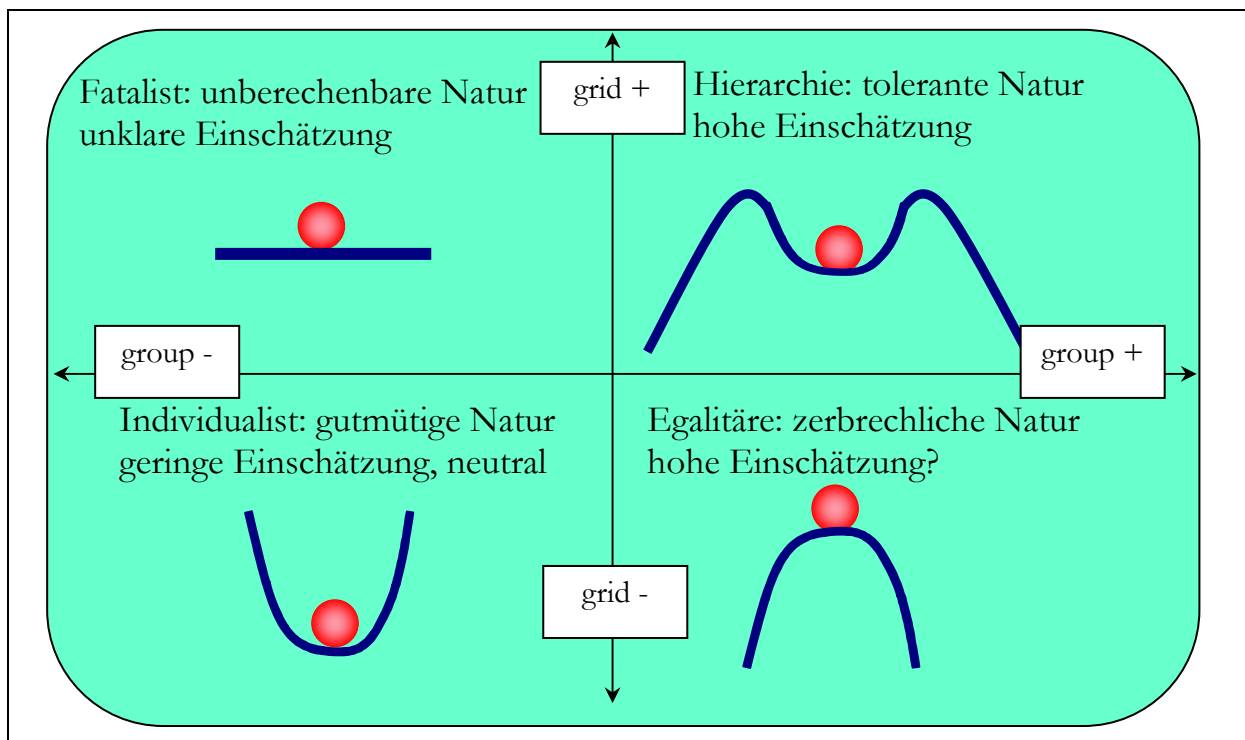 Fatalist: unberechenbare Natur
unklare Einschätzung
grid +
Hierarchie: tolerante Natur
hohe Einschätzung
group -
group +
Individualist: gutmütige Natur
geringe Einschätzung, neutral
Egalitäre: zerbrechliche Natur
hohe Einschätzung?
grid -